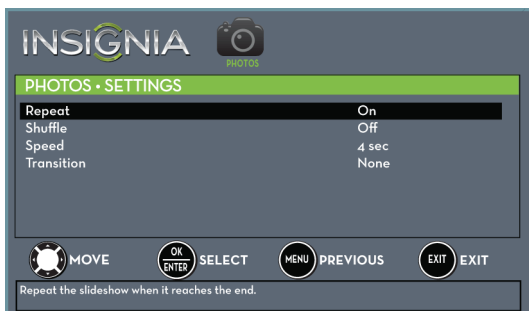 INSIGNIA
PHOTOS
PHOTOS • SETTINGS
Repeat On
Shuffle Off
Speed 4 sec
Transition None
MOVE OK ENTER SELECT MENU PREVIOUS EXIT EXIT
Repeat the slideshow when it reaches the end.